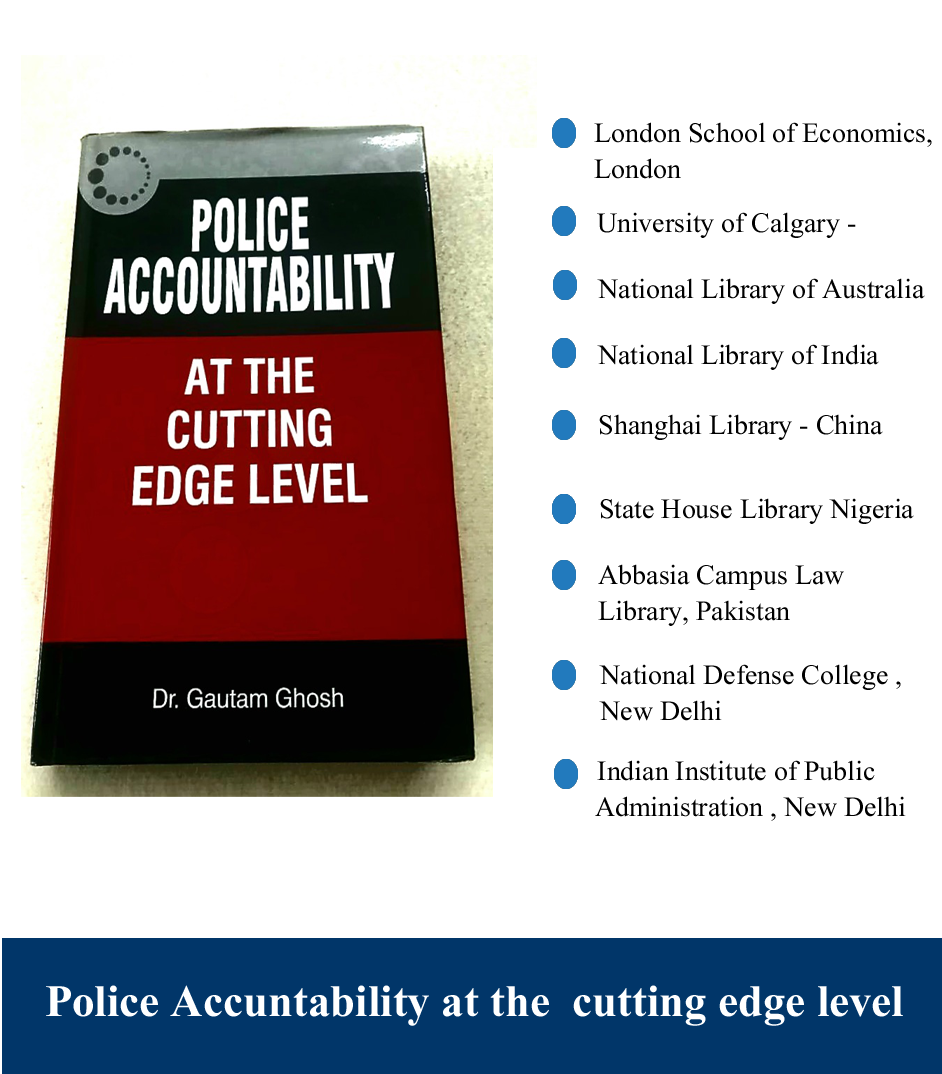 POLICE
ACCOUNTABILITY
AT THE
CUTTING
EDGE LEVEL
Dr. Gautam Ghosh
London School of Economics,
London
University of Calgary -
National Library of Australia
National Library of India
Shanghai Library - China
State House Library Nigeria
Abbasia Campus Law
Library, Pakistan
National Defense College ,
New Delhi
Indian Institute of Public
Administration , New Delhi
Police Accuntability at the cutting edge level